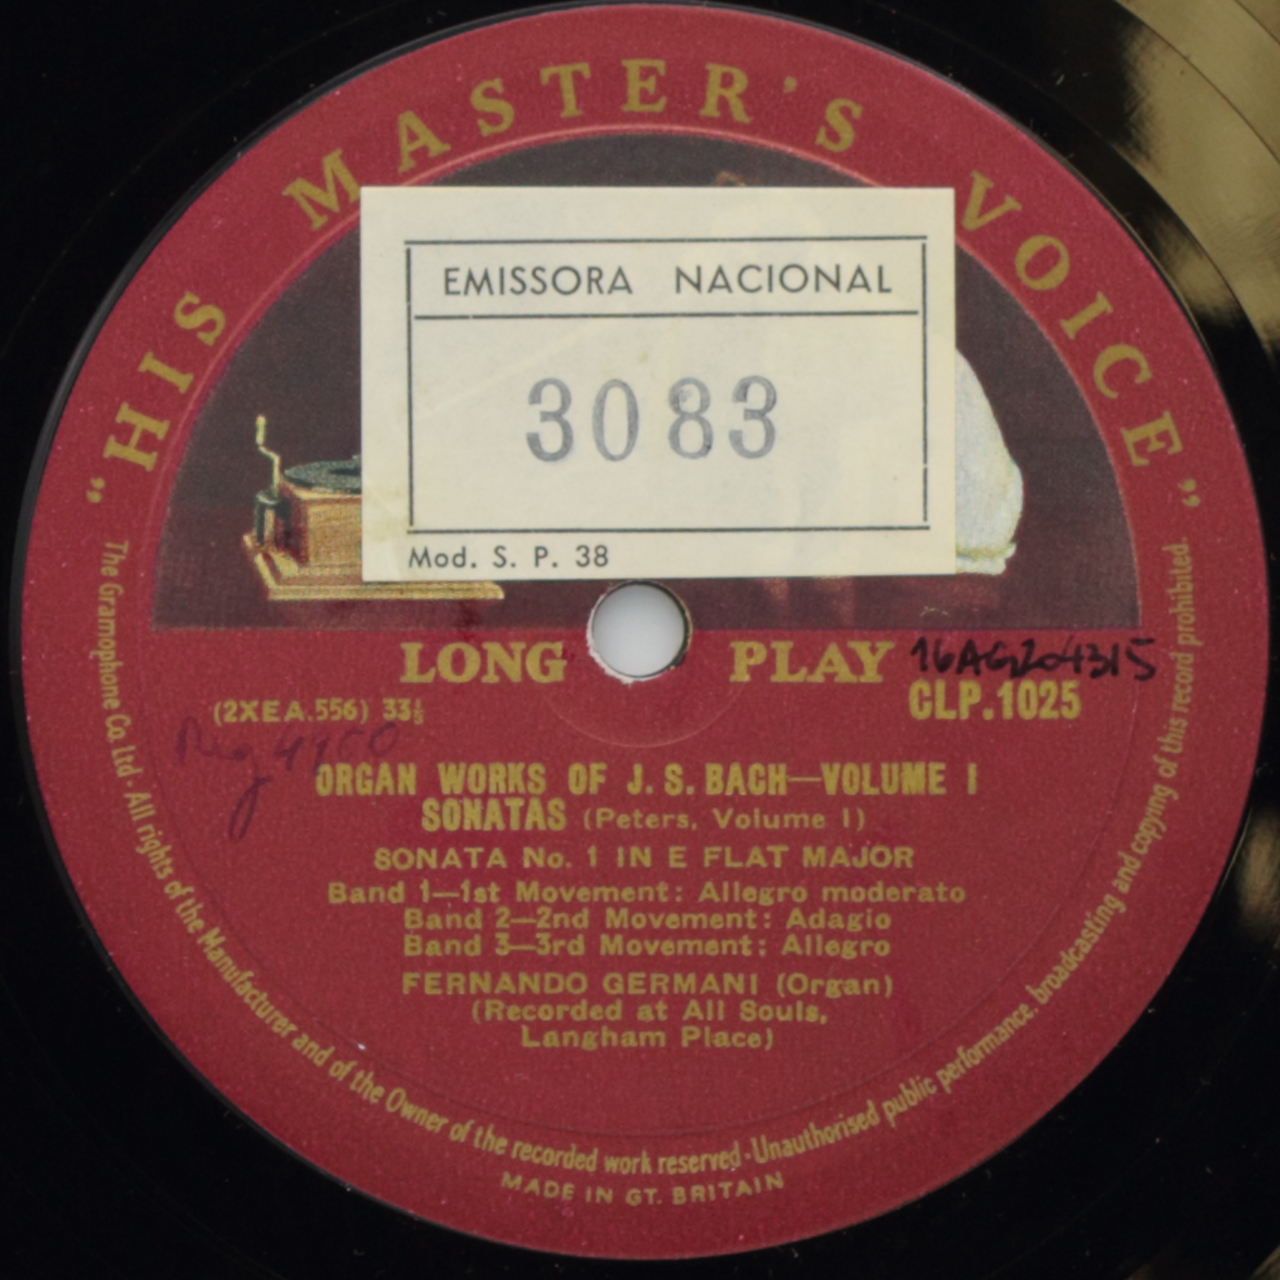 "HIS MASTER'S VOICE"
EMISSORA NACIONAL
3083
Mod. S. P. 38
LONG PLAY
16AG204315
(2XEA.556) 33⅓
CLP.1025
ORGAN WORKS OF J. S. BACH—VOLUME I
SONATAS (Peters, Volume I)
SONATA No. 1 IN E FLAT MAJOR
Band 1—1st Movement: Allegro moderato
Band 2—2nd Movement: Adagio
Band 3—3rd Movement: Allegro
FERNANDO GERMANI (Organ)
(Recorded at All Souls,
Langham Place)
The Gramophone Co. Ltd. All rights of the Manufacturer and of the Owner of the recorded work reserved · Unauthorised public performance, broadcasting and copying of this record prohibited.
MADE IN GT. BRITAIN